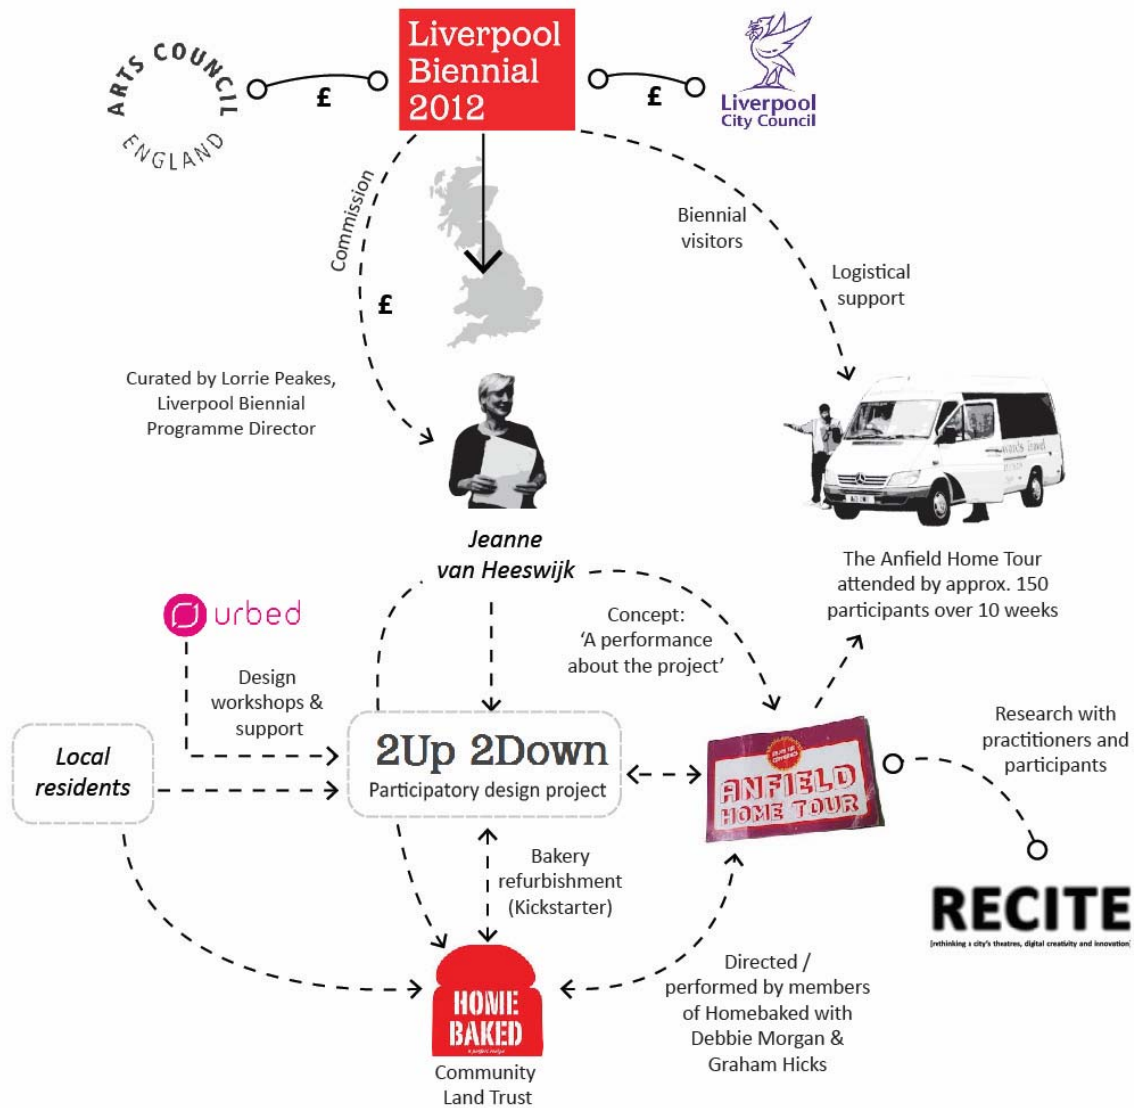 ARTS COUNCIL
ENGLAND
£
Liverpool
Biennial
2012
£
Liverpool
City Council
Commission
£
Biennial
visitors
Logistical
support
Curated by Lorrie Peakes,
Liverpool Biennial
Programme Director
Jeanne
van Heeswijk
The Anfield Home Tour
attended by approx. 150
participants over 10 weeks
urbed
Concept:
‘A performance
about the project’
Design
workshops &
support
Local
residents
2Up 2Down
Participatory design project
ANFIELD
HOME TOUR
Research with
practitioners and
participants
Bakery
refurbishment
(Kickstarter)
RECITE
[rethinking a city's theatres, digital creativity and innovation]
HOME
BAKED
Community
Land Trust
Directed /
performed by members
of Homebaked with
Debbie Morgan &
Graham Hicks